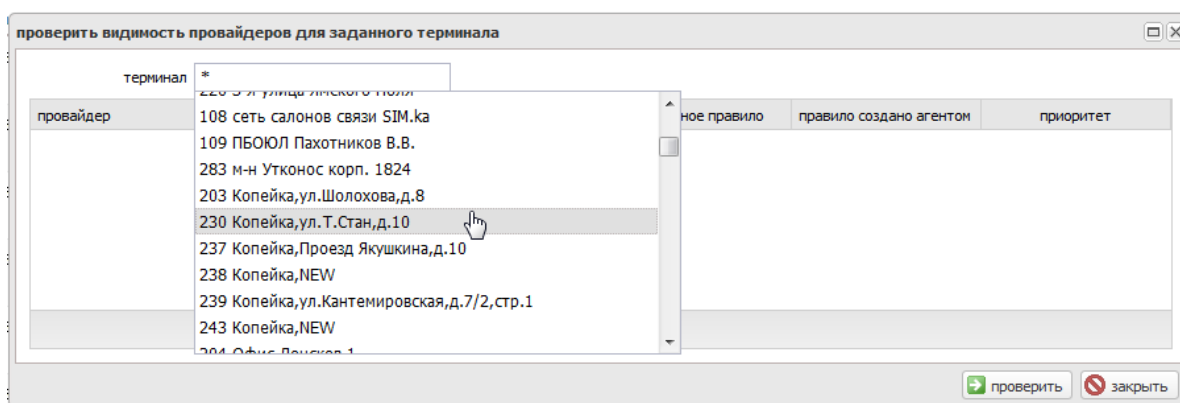 проверить видимость провайдеров для заданного терминала
терминал *
провайдер ное правило правило создано агентом приоритет
108 сеть салонов связи SIM.ka
109 ПБОЮЛ Пахотников В.В.
283 м-н Утконос корп. 1824
203 Копейка,ул.Шолохова,д.8
230 Копейка,ул.Т.Стан,д.10
237 Копейка,Проезд Якушкина,д.10
238 Копейка,NEW
239 Копейка,ул.Кантемировская,д.7/2,стр.1
243 Копейка,NEW
проверить закрыть